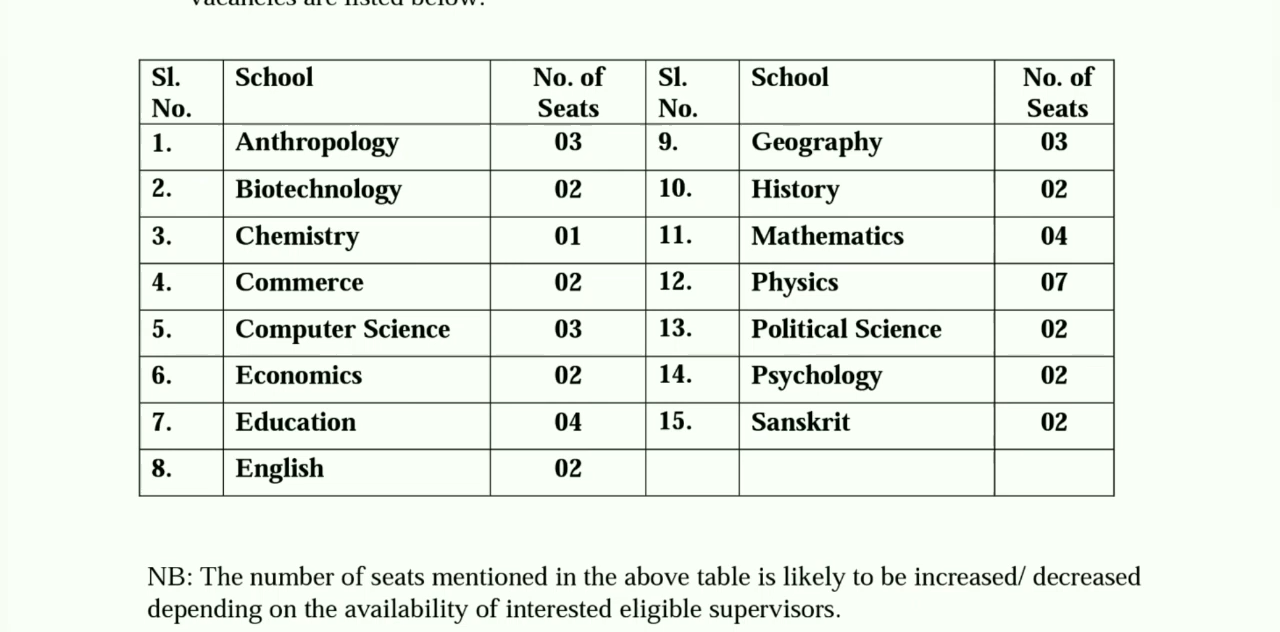 vacancies are listed below:
Sl. No. School No. of Seats Sl. No. School No. of Seats
1. Anthropology 03 9. Geography 03
2. Biotechnology 02 10. History 02
3. Chemistry 01 11. Mathematics 04
4. Commerce 02 12. Physics 07
5. Computer Science 03 13. Political Science 02
6. Economics 02 14. Psychology 02
7. Education 04 15. Sanskrit 02
8. English 02
NB: The number of seats mentioned in the above table is likely to be increased/ decreased
depending on the availability of interested eligible supervisors.